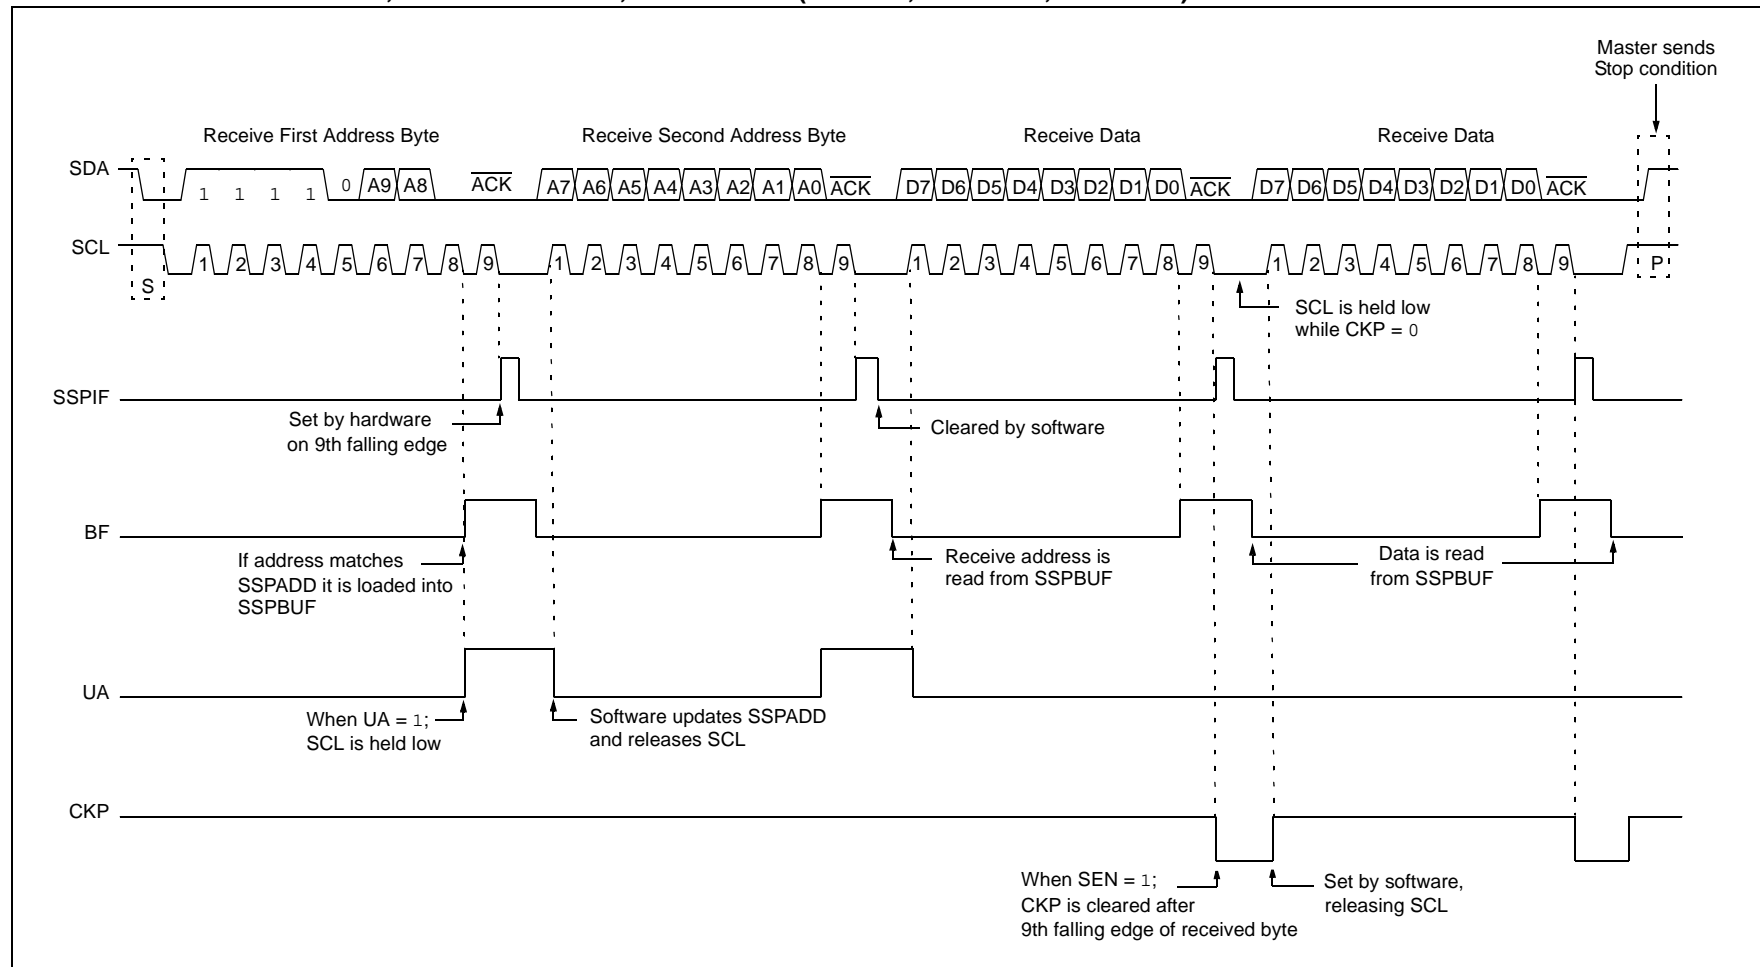 Master sends
Stop condition
Receive First Address Byte
Receive Second Address Byte
Receive Data
Receive Data
SDA
1 1 1 1 0 A9 A8 ACK A7 A6 A5 A4 A3 A2 A1 A0 ACK D7 D6 D5 D4 D3 D2 D1 D0 ACK D7 D6 D5 D4 D3 D2 D1 D0 ACK
SCL
S 1 2 3 4 5 6 7 8 9 1 2 3 4 5 6 7 8 9 1 2 3 4 5 6 7 8 9 1 2 3 4 5 6 7 8 9 P
SCL is held low
while CKP = 0
SSPIF
Set by hardware
on 9th falling edge
Cleared by software
BF
If address matches
SSPADD it is loaded into
SSPBUF
Receive address is
read from SSPBUF
Data is read
from SSPBUF
UA
When UA = 1;
SCL is held low
Software updates SSPADD
and releases SCL
CKP
When SEN = 1;
CKP is cleared after
9th falling edge of received byte
Set by software,
releasing SCL